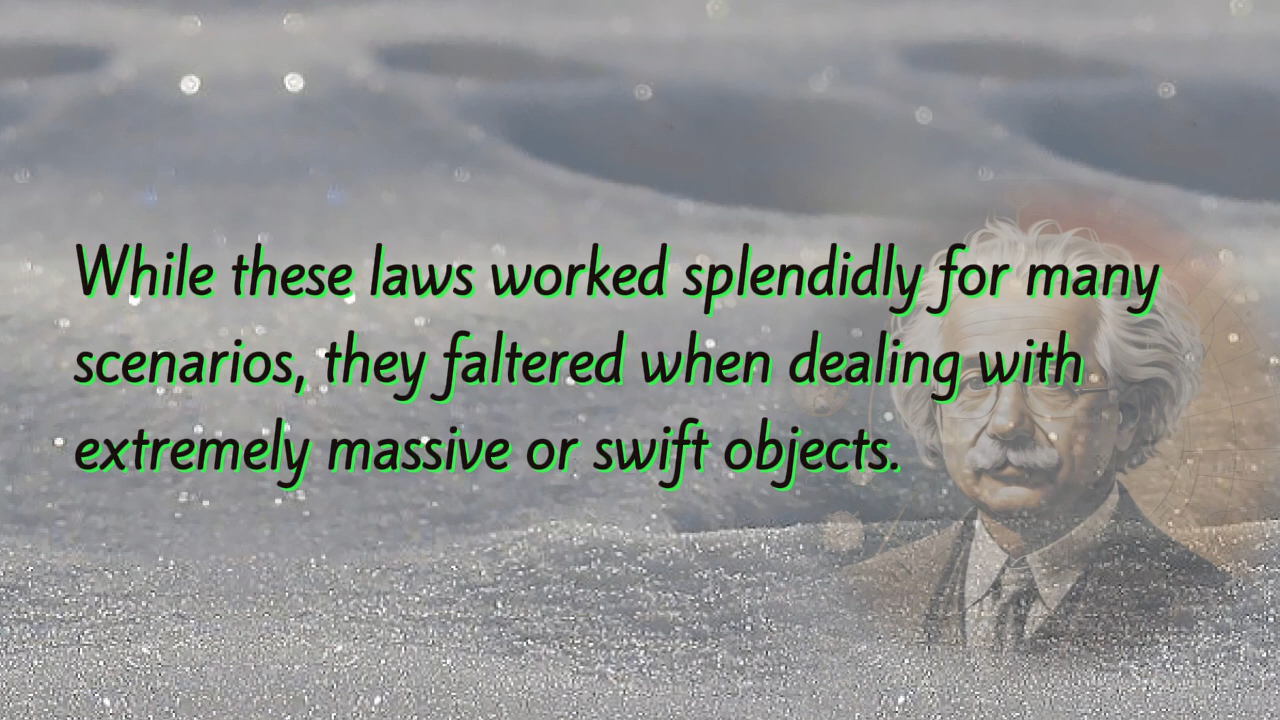 While these laws worked splendidly for many
scenarios, they faltered when dealing with
extremely massive or swift objects.